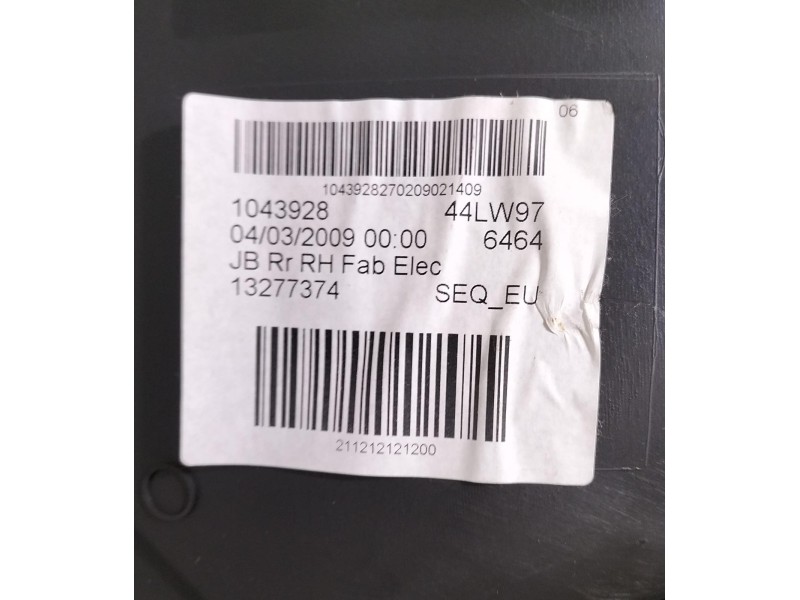 06
1043928270209021409
1043928 44LW97
04/03/2009 00:00 6464
JB Rr RH Fab Elec
13277374 SEQ_EU
211212121200